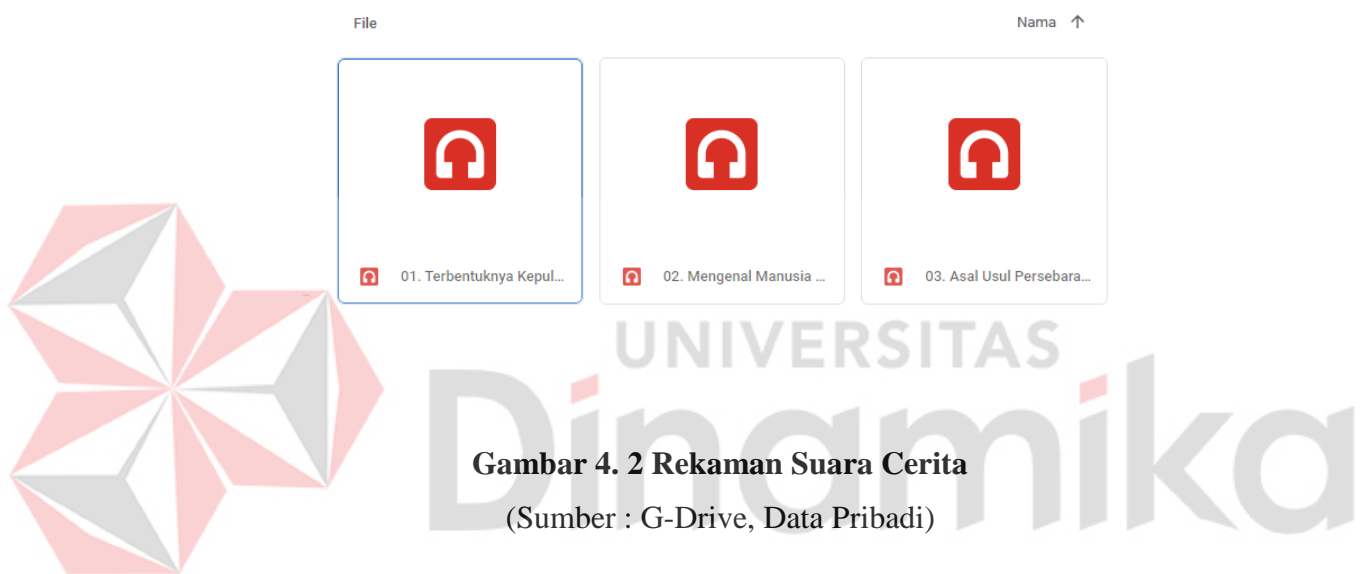 File
Nama
01. Terbentuknya Kepul...
02. Mengenal Manusia ...
03. Asal Usul Persebara...
UNIVERSITAS
Dinamika
Gambar 4. 2 Rekaman Suara Cerita
(Sumber : G-Drive, Data Pribadi)